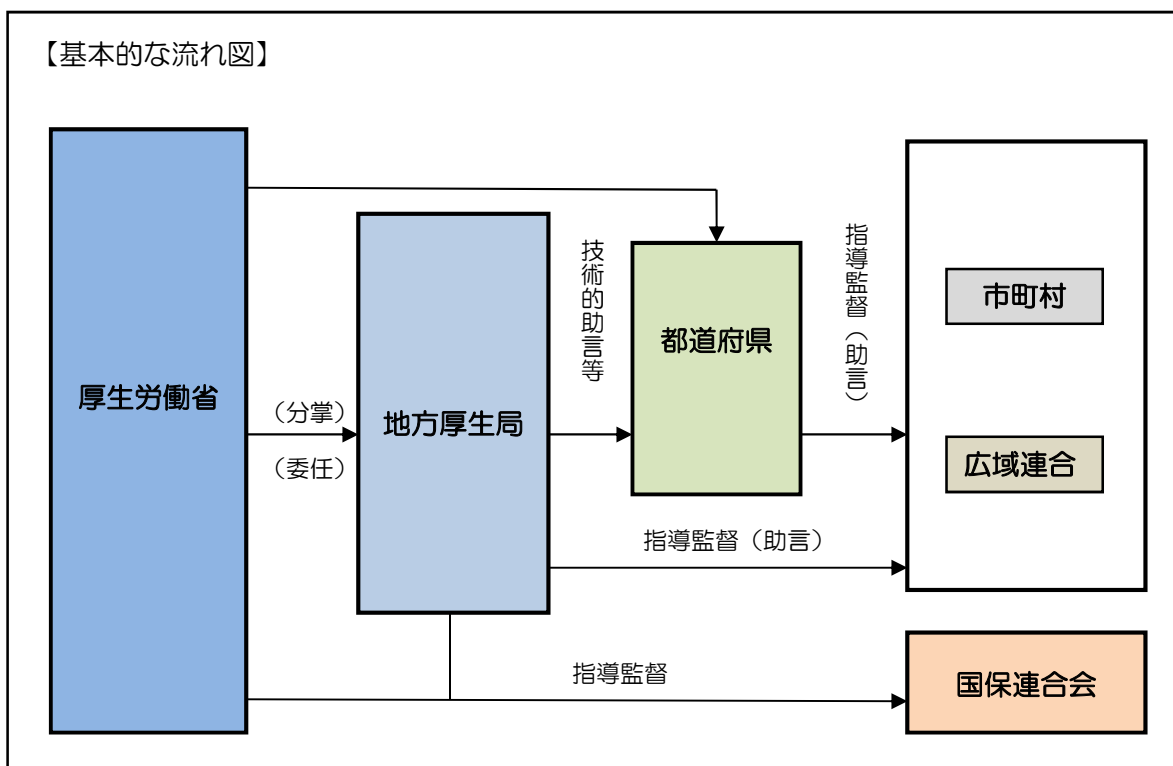 【基本的な流れ図】
厚生労働省
（分掌）
（委任）
地方厚生局
技術的助言等
都道府県
指導監督（助言）
市町村
広域連合
指導監督（助言）
指導監督
国保連合会